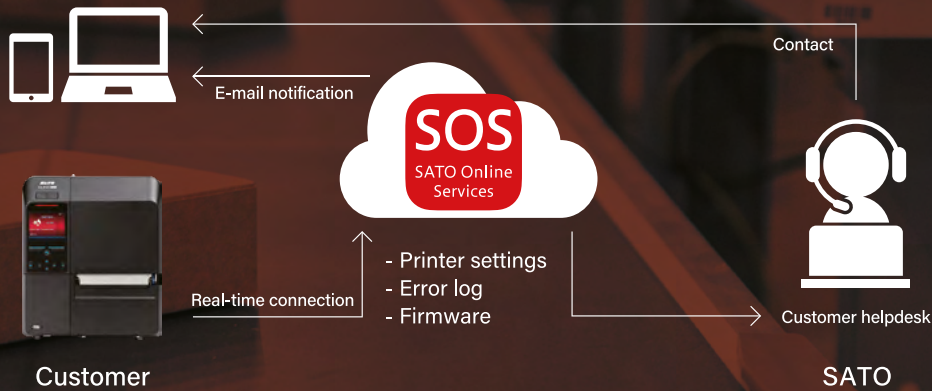 Contact
E-mail notification
SOS
SATO Online
Services
- Printer settings
- Error log
- Firmware
Real-time connection
Customer helpdesk
Customer
SATO